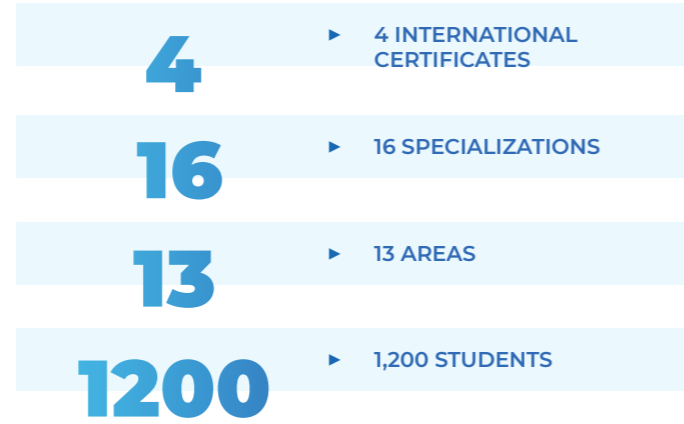 4
4 INTERNATIONAL
CERTIFICATES
16
16 SPECIALIZATIONS
13
13 AREAS
1200
1,200 STUDENTS